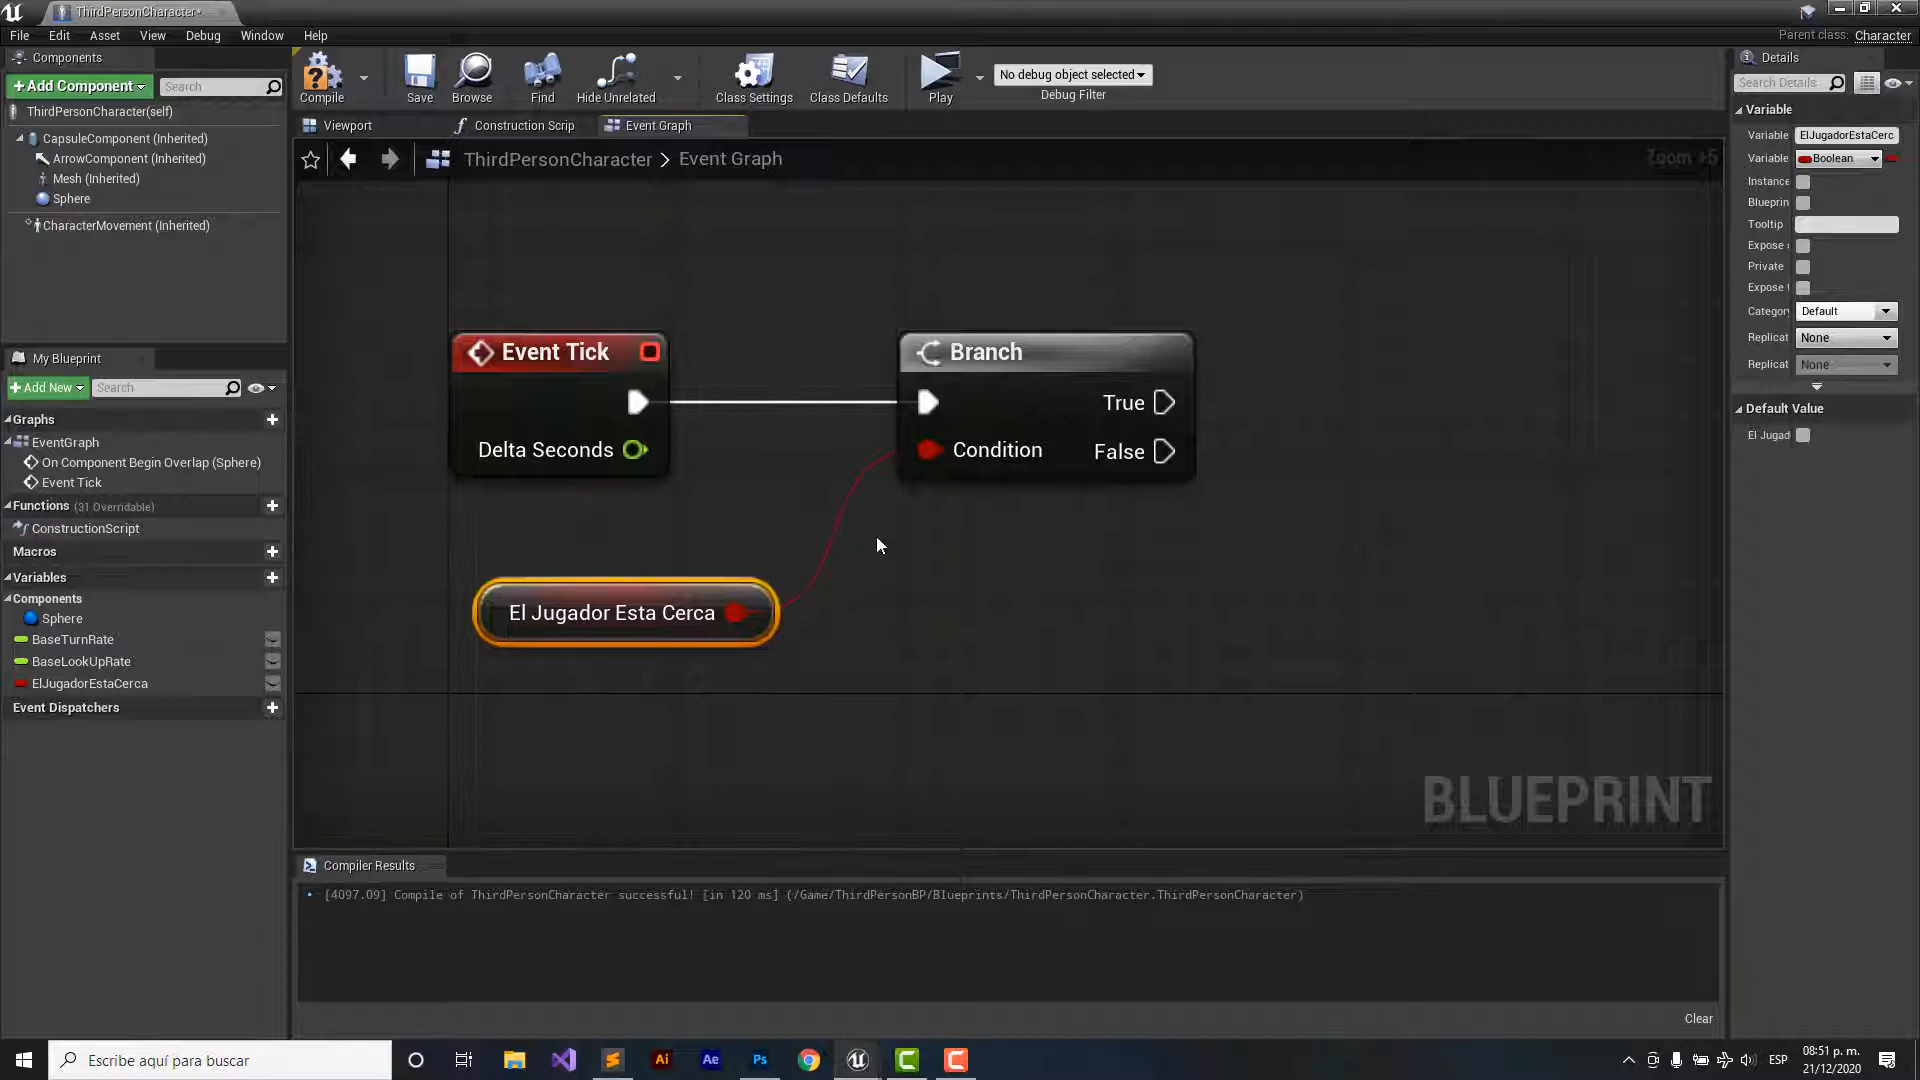 ThirdPersonCharacter*
File Edit Asset View Debug Window Help
Parent class: Character
Components
+Add Component
Search
ThirdPersonCharacter(self)
CapsuleComponent (Inherited)
ArrowComponent (Inherited)
Mesh (Inherited)
Sphere
CharacterMovement (Inherited)
My Blueprint
+Add New
Search
Graphs
EventGraph
On Component Begin Overlap (Sphere)
Event Tick
Functions (31 Overridable)
ConstructionScript
Macros
Variables
Components
Sphere
BaseTurnRate
BaseLookUpRate
ElJugadorEstaCerca
Event Dispatchers
Compile Save Browse Find Hide Unrelated Class Settings Class Defaults Play
No debug object selected
Debug Filter
Viewport
Construction Scrip
Event Graph
ThirdPersonCharacter > Event Graph
Zoom +5
Event Tick
Delta Seconds
Branch
True
Condition
False
El Jugador Esta Cerca
BLUEPRINT
Compiler Results
[4097.09] Compile of ThirdPersonCharacter successful! [in 120 ms] (/Game/ThirdPersonBP/Blueprints/ThirdPersonCharacter.ThirdPersonCharacter)
Clear
Details
Search Details
Variable
Variable ElJugadorEstaCerc
Variable Boolean
Instance
Blueprin
Tooltip
Expose
Private
Expose t
Categor Default
Replicat None
Replicat None
Default Value
El Jugad
Escribe aquí para buscar
Ai
Ae
Ps
ESP
08:51 p. m.
21/12/2020